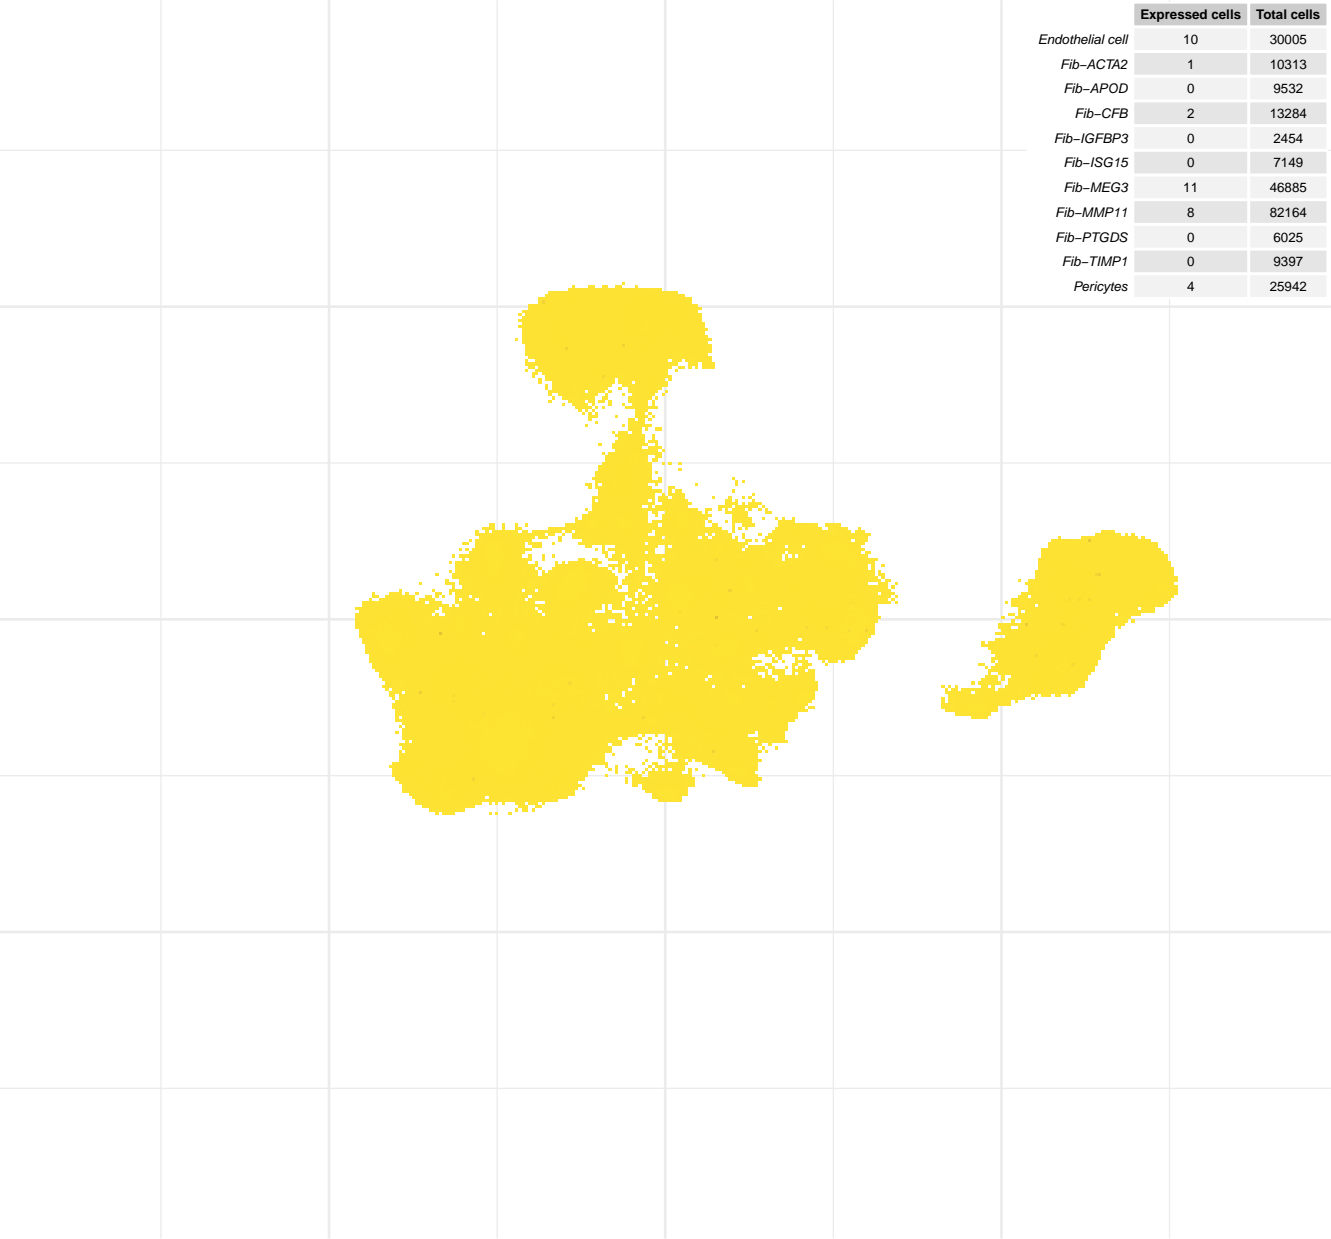 Expressed cells Total cells
Endothelial cell 10 30005
Fib−ACTA2 1 10313
Fib−APOD 0 9532
Fib−CFB 2 13284
Fib−IGFBP3 0 2454
Fib−ISG15 0 7149
Fib−MEG3 11 46885
Fib−MMP11 8 82164
Fib−PTGDS 0 6025
Fib−TIMP1 0 9397
Pericytes 4 25942